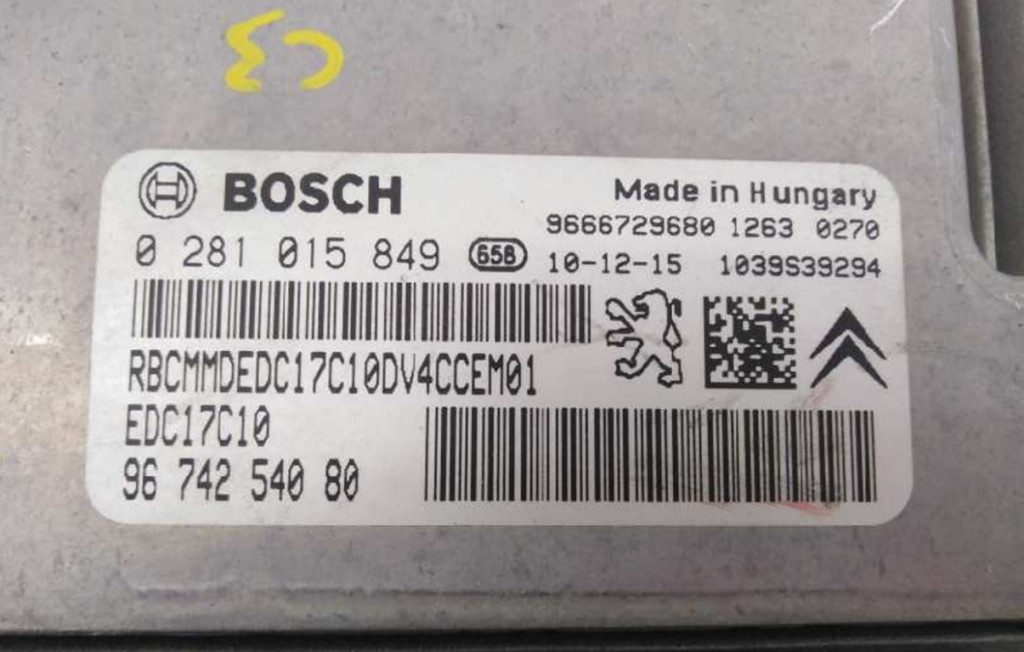 C3
BOSCH
Made in Hungary
9666729680 1263 0270
0 281 015 849 658 10-12-15 1039S39294
RBCMMDEDC17C10DV4CCEM01
EDC17C10
96 742 540 80